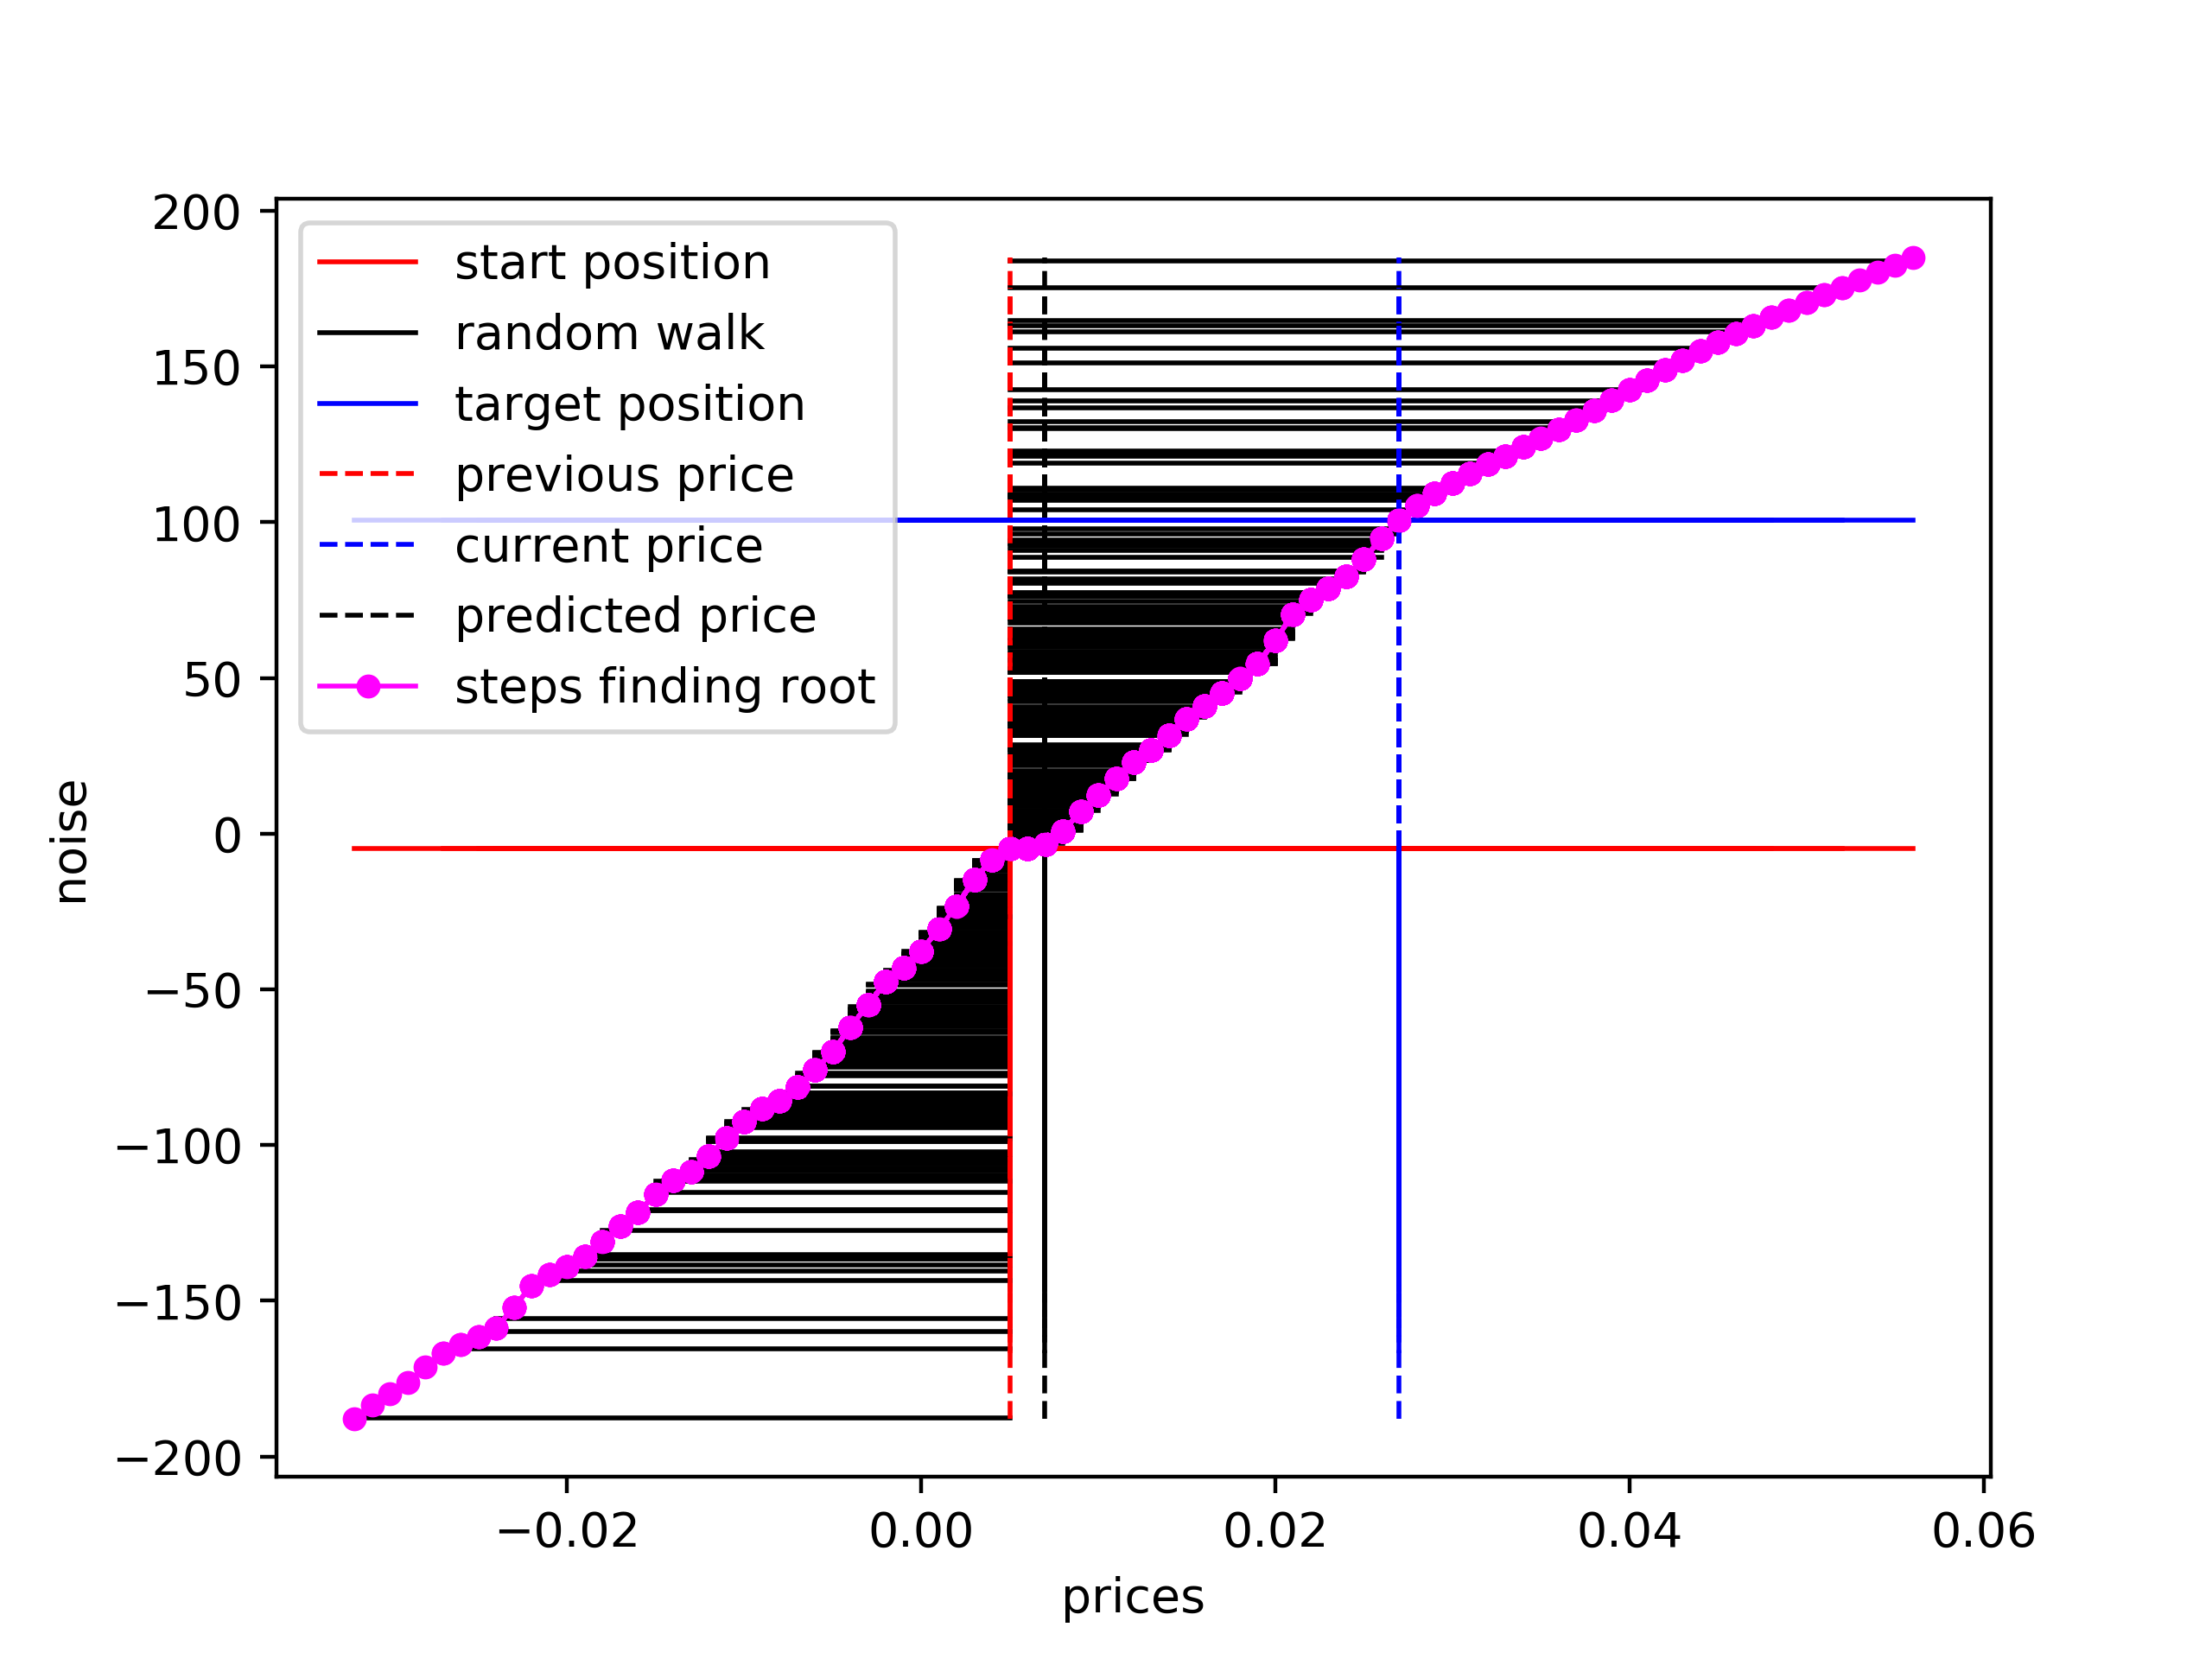 200
150
100
50
0
−50
−100
−150
−200
noise
start position
random walk
target position
previous price
current price
predicted price
steps finding root
−0.02
0.00
0.02
0.04
0.06
prices